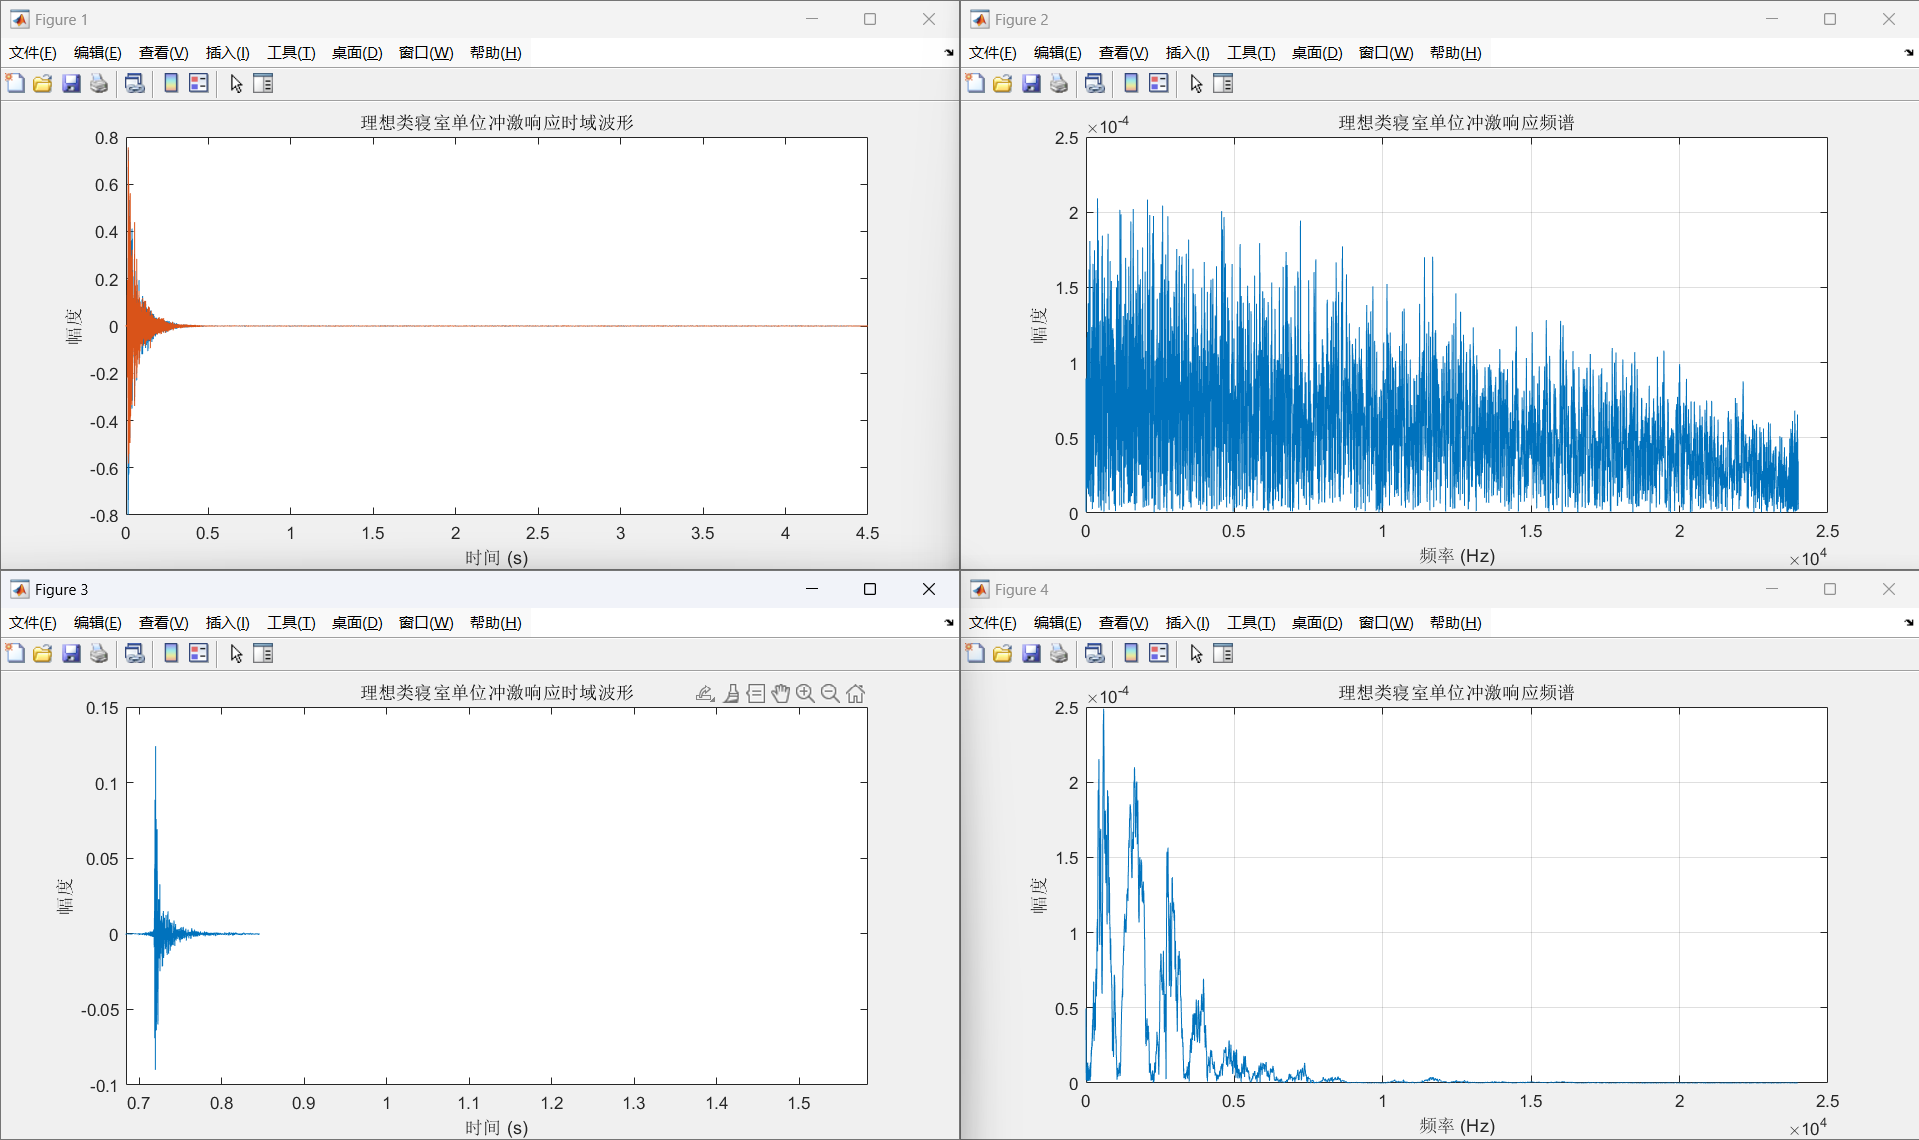 Figure 1
文件(F) 编辑(E) 查看(V) 插入(I) 工具(T) 桌面(D) 窗口(W) 帮助(H)
理想类寝室单位冲激响应时域波形
幅度
0.8
0.6
0.4
0.2
0
-0.2
-0.4
-0.6
-0.8
0 0.5 1 1.5 2 2.5 3 3.5 4 4.5
时间 (s)
Figure 2
文件(F) 编辑(E) 查看(V) 插入(I) 工具(T) 桌面(D) 窗口(W) 帮助(H)
理想类寝室单位冲激响应频谱
×10⁻⁴
幅度
2.5
2
1.5
1
0.5
0
0 0.5 1 1.5 2 2.5
频率 (Hz)
×10⁴
Figure 3
文件(F) 编辑(E) 查看(V) 插入(I) 工具(T) 桌面(D) 窗口(W) 帮助(H)
理想类寝室单位冲激响应时域波形
幅度
0.15
0.1
0.05
0
-0.05
-0.1
0.7 0.8 0.9 1 1.1 1.2 1.3 1.4 1.5
时间 (s)
Figure 4
文件(F) 编辑(E) 查看(V) 插入(I) 工具(T) 桌面(D) 窗口(W) 帮助(H)
理想类寝室单位冲激响应频谱
×10⁻⁴
幅度
2.5
2
1.5
1
0.5
0
0 0.5 1 1.5 2 2.5
频率 (Hz)
×10⁴